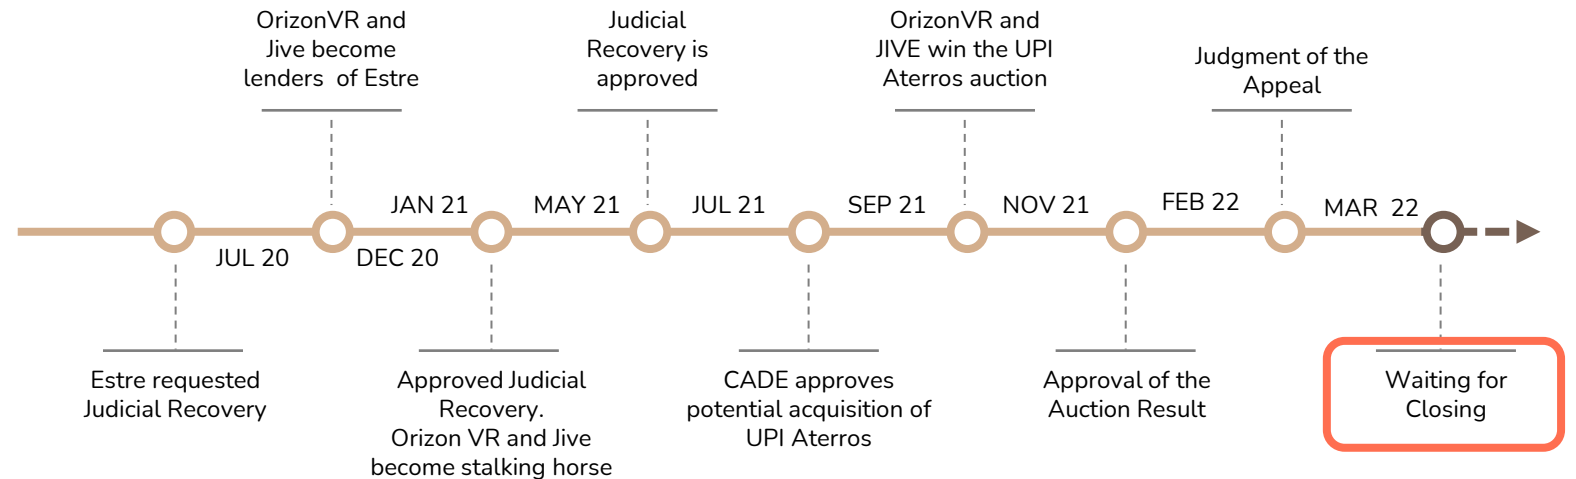 OrizonVR and
Jive become
lenders of Estre
Judicial
Recovery is
approved
OrizonVR and
JIVE win the UPI
Aterros auction
Judgment of the
Appeal
JAN 21
MAY 21
JUL 21
SEP 21
NOV 21
FEB 22
MAR 22
JUL 20
DEC 20
Estre requested
Judicial Recovery
Approved Judicial
Recovery.
Orizon VR and Jive
become stalking horse
CADE approves
potential acquisition of
UPI Aterros
Approval of the
Auction Result
Waiting for
Closing